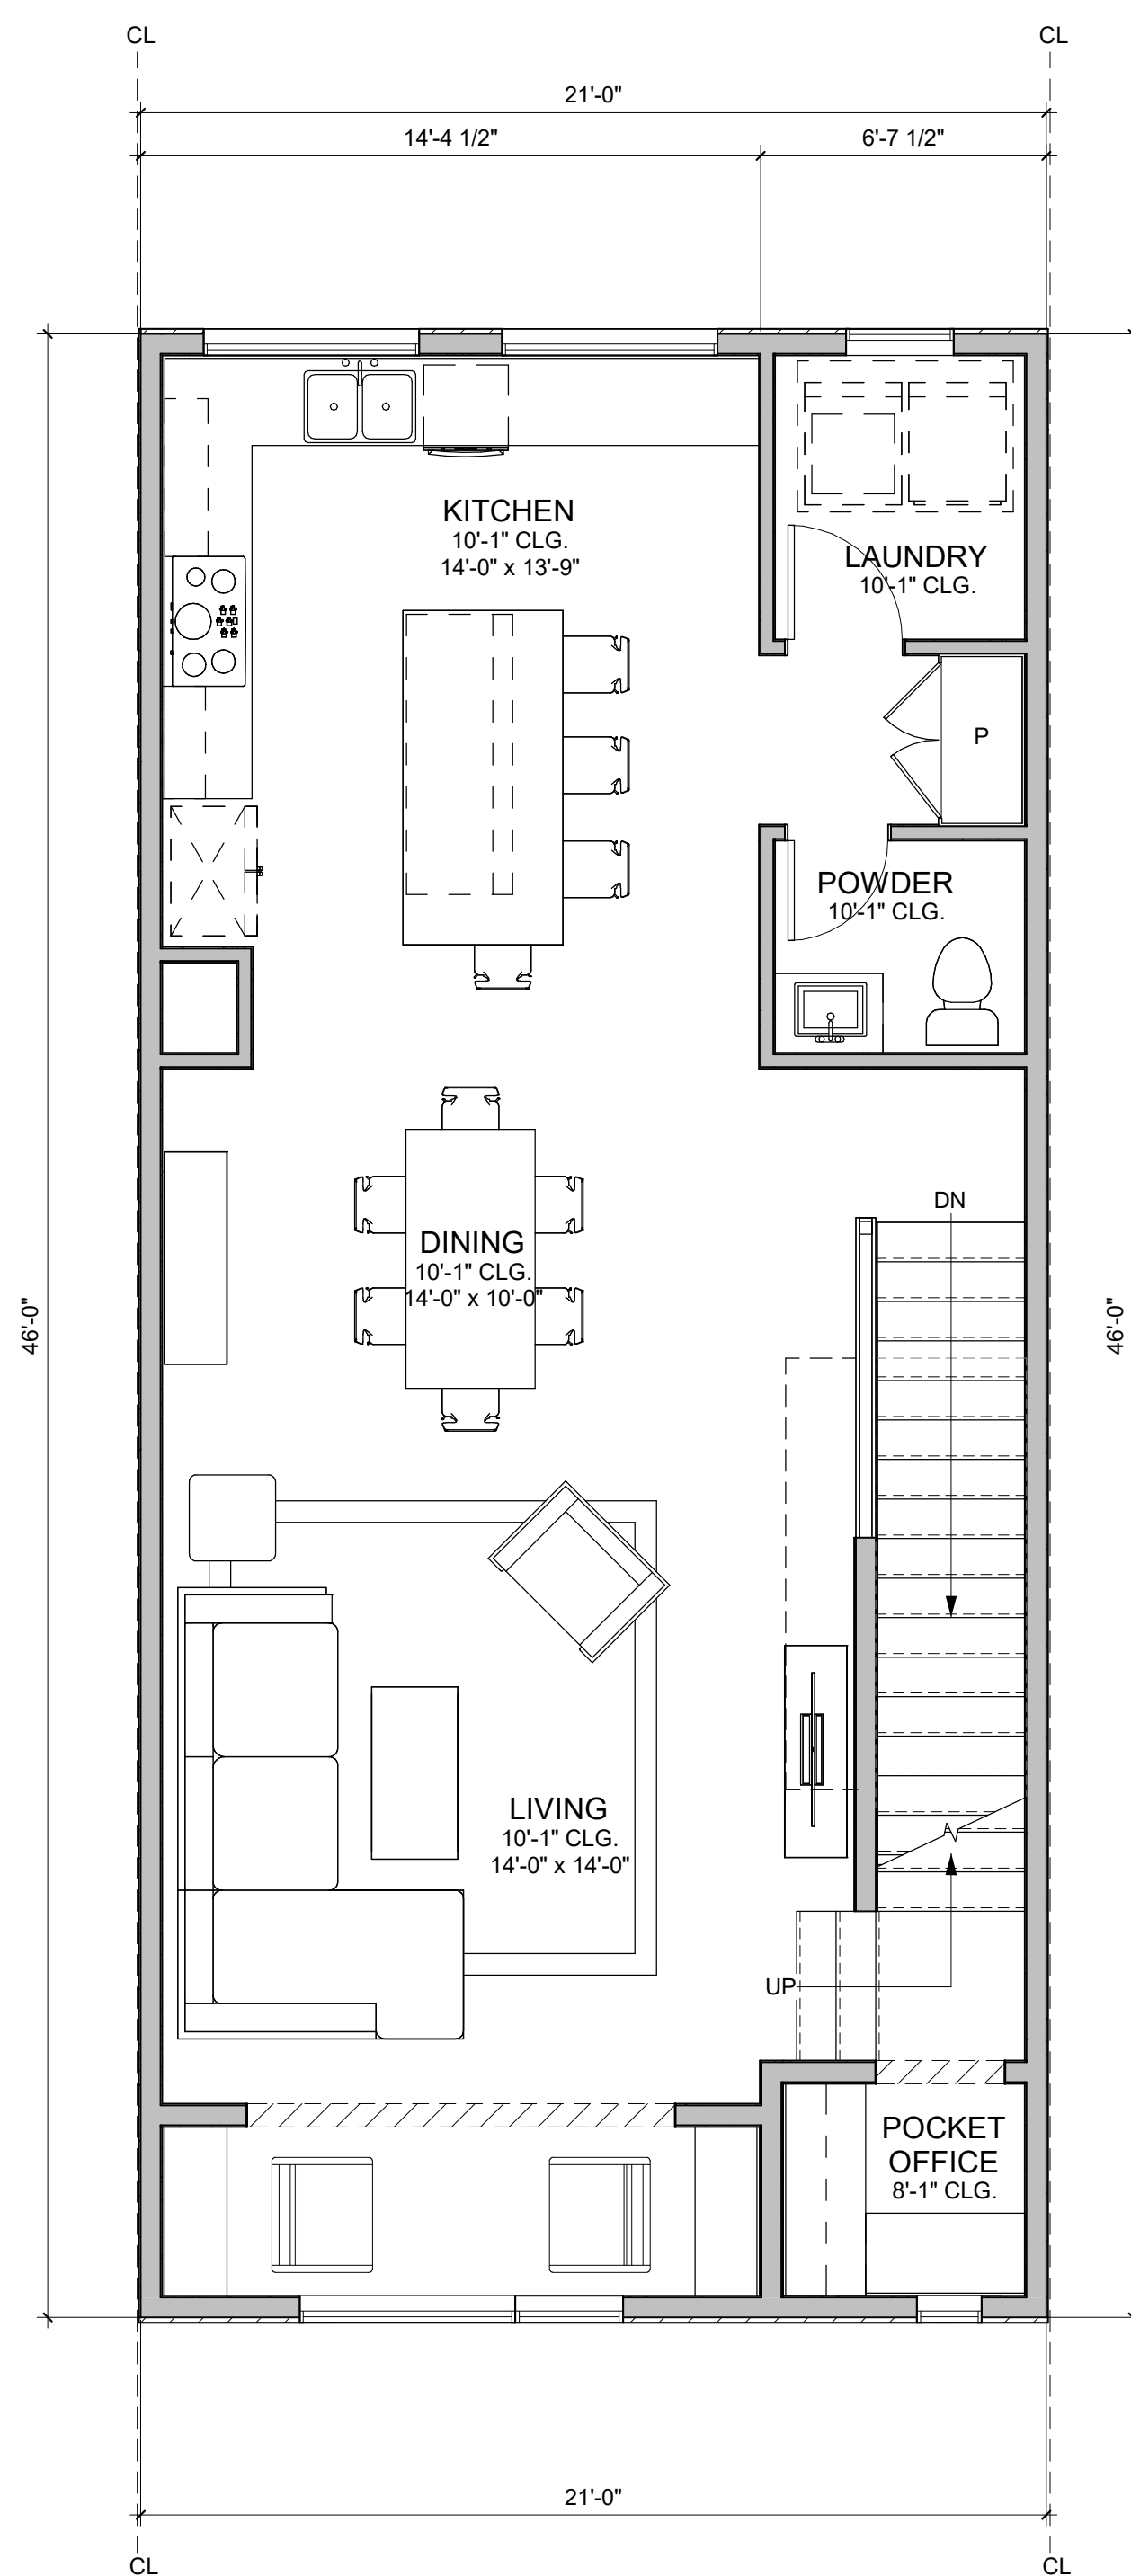 CL
CL
21'-0"
14'-4 1/2"
6'-7 1/2"
KITCHEN
10'-1" CLG.
14'-0" x 13'-9"
LAUNDRY
10'-1" CLG.
P
POWDER
10'-1" CLG.
DN
DINING
10'-1" CLG.
14'-0" x 10'-0"
46'-0"
46'-0"
LIVING
10'-1" CLG.
14'-0" x 14'-0"
UP
POCKET
OFFICE
8'-1" CLG.
21'-0"
CL
CL